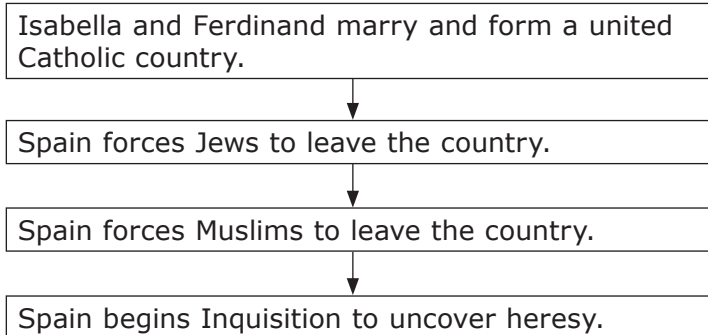 Isabella and Ferdinand marry and form a united
Catholic country.
Spain forces Jews to leave the country.
Spain forces Muslims to leave the country.
Spain begins Inquisition to uncover heresy.